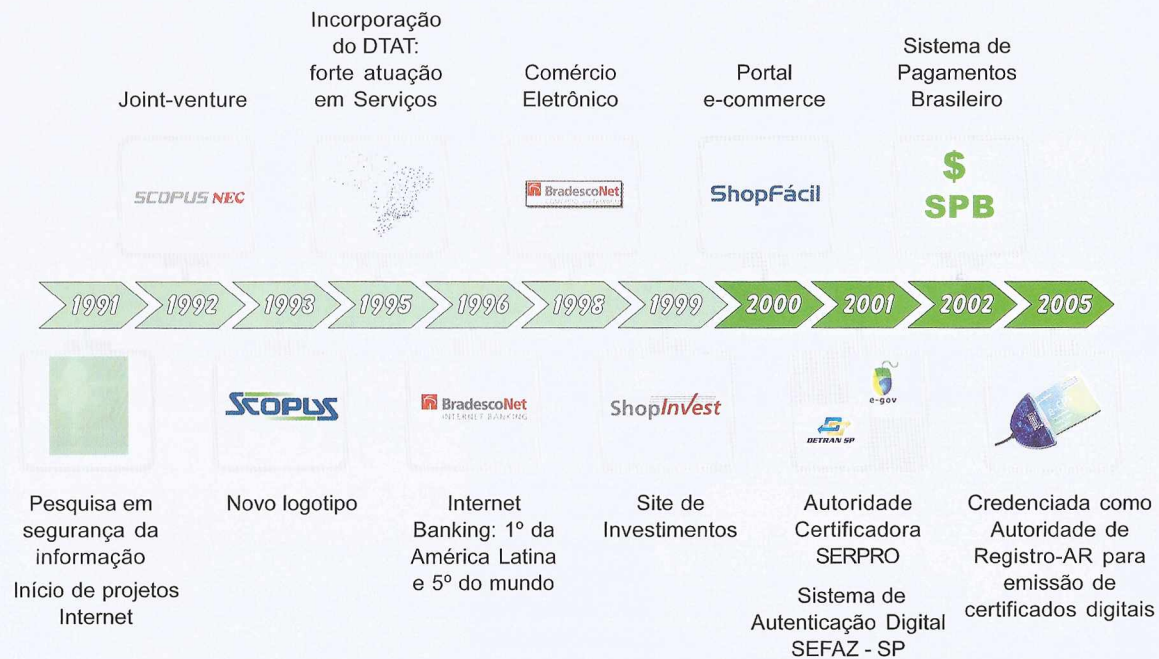 Incorporação
do DTAT:
forte atuação
em Serviços
Joint-venture
Comércio
Eletrônico
Portal
e-commerce
Sistema de
Pagamentos
Brasileiro
SCOPUS NEC
BradescoNet
ShopFácil
$
SPB
1991 1992 1993 1995 1996 1998 1999 2000 2001 2002 2005
SCOPUS
BradescoNet
INTERNET BANKING
ShopInvest
e-gov
DETRAN SP
Pesquisa em
segurança da
informação
Início de projetos
Internet
Novo logotipo
Internet
Banking: 1º da
América Latina
e 5º do mundo
Site de
Investimentos
Autoridade
Certificadora
SERPRO
Sistema de
Autenticação Digital
SEFAZ - SP
Credenciada como
Autoridade de
Registro-AR para
emissão de
certificados digitais